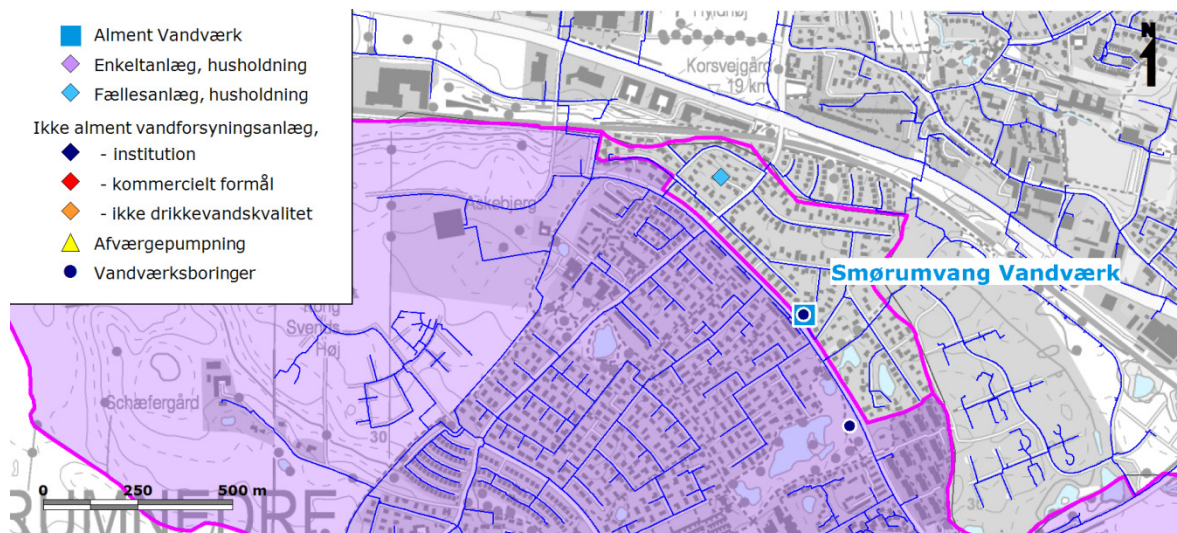 Alment Vandværk
Enkeltanlæg, husholdning
Fællesanlæg, husholdning
Ikke alment vandforsyningsanlæg,
- institution
- kommercielt formål
- ikke drikkevandskvalitet
Afværgepumpning
Vandværksboringer
Korsvejgård
19 km
N
Askebjerg
Smørumvang Vandværk
Svends
Høj
Schæfergård
30
30
0 250 500 m
RUMNEDRE